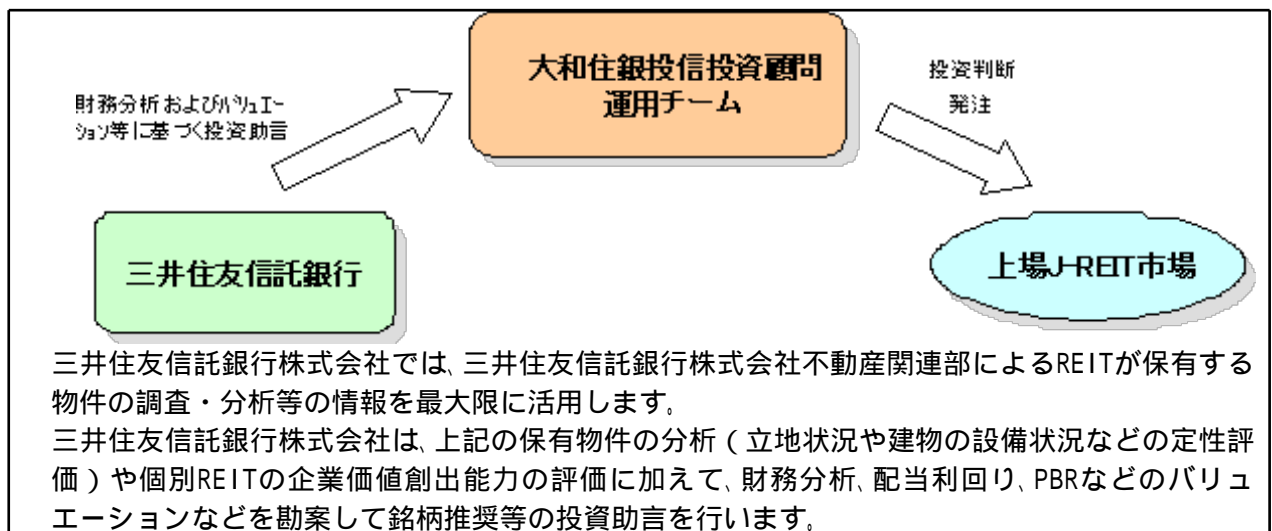 大和住銀投信投資顧問
運用チーム
投資判断
発注
財務分析およびバリュエー
ション等に基づく投資助言
三井住友信託銀行
上場J-REIT市場
三井住友信託銀行株式会社では、三井住友信託銀行株式会社不動産関連部によるREITが保有する
物件の調査・分析等の情報を最大限に活用します。
三井住友信託銀行株式会社は、上記の保有物件の分析（立地状況や建物の設備状況などの定性評
価）や個別REITの企業価値創出能力の評価に加えて、財務分析、配当利回り、PBRなどのバリュ
エーションなどを勘案して銘柄推奨等の投資助言を行います。